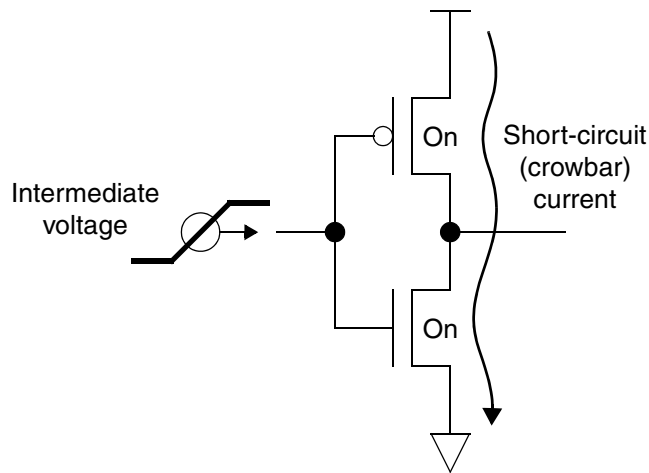 On
Short-circuit
(crowbar)
current
Intermediate
voltage
On